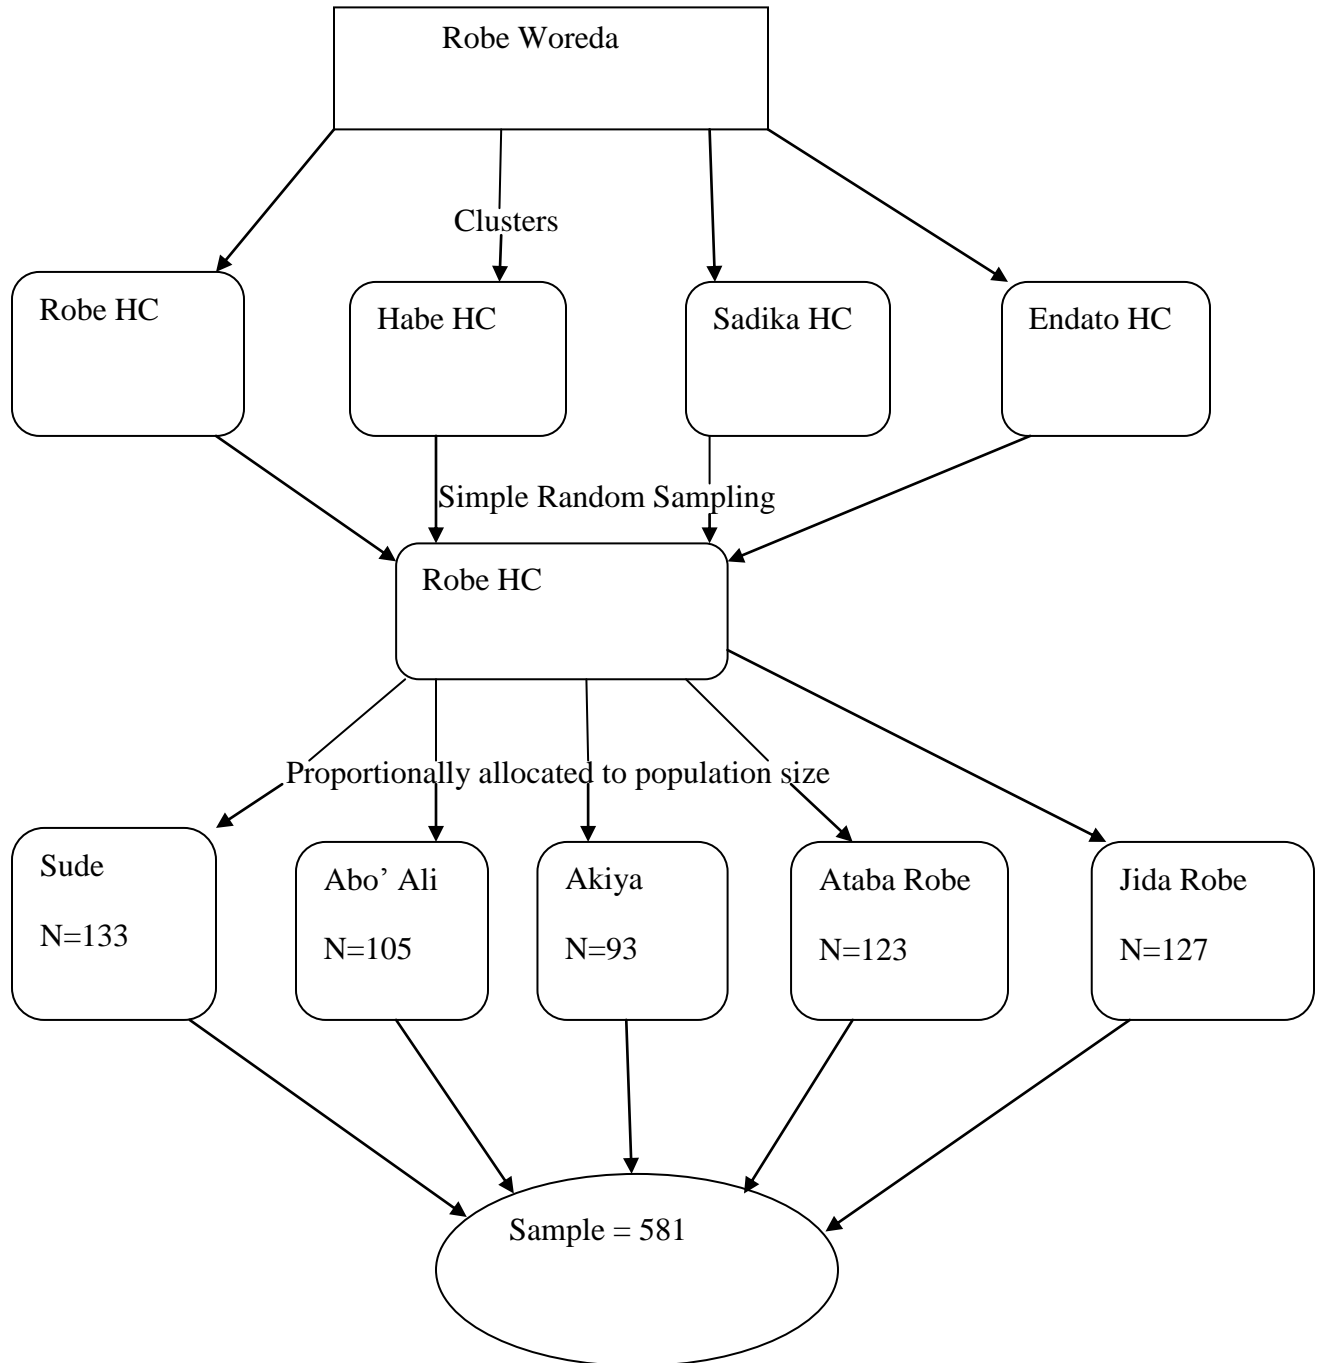 Robe Woreda
Clusters
Robe HC
Habe HC
Sadika HC
Endato HC
Simple Random Sampling
Robe HC
Proportionally allocated to population size
Sude
N=133
Abo’ Ali
N=105
Akiya
N=93
Ataba Robe
N=123
Jida Robe
N=127
Sample = 581